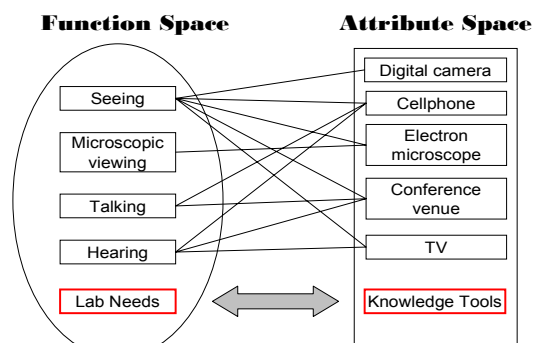 Function Space
Attribute Space
Seeing
Microscopic
viewing
Talking
Hearing
Lab Needs
Digital camera
Cellphone
Electron
microscope
Conference
venue
TV
Knowledge Tools